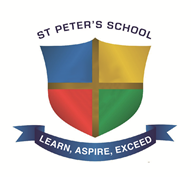 ST PETER'S SCHOOL
LEARN, ASPIRE, EXCEED